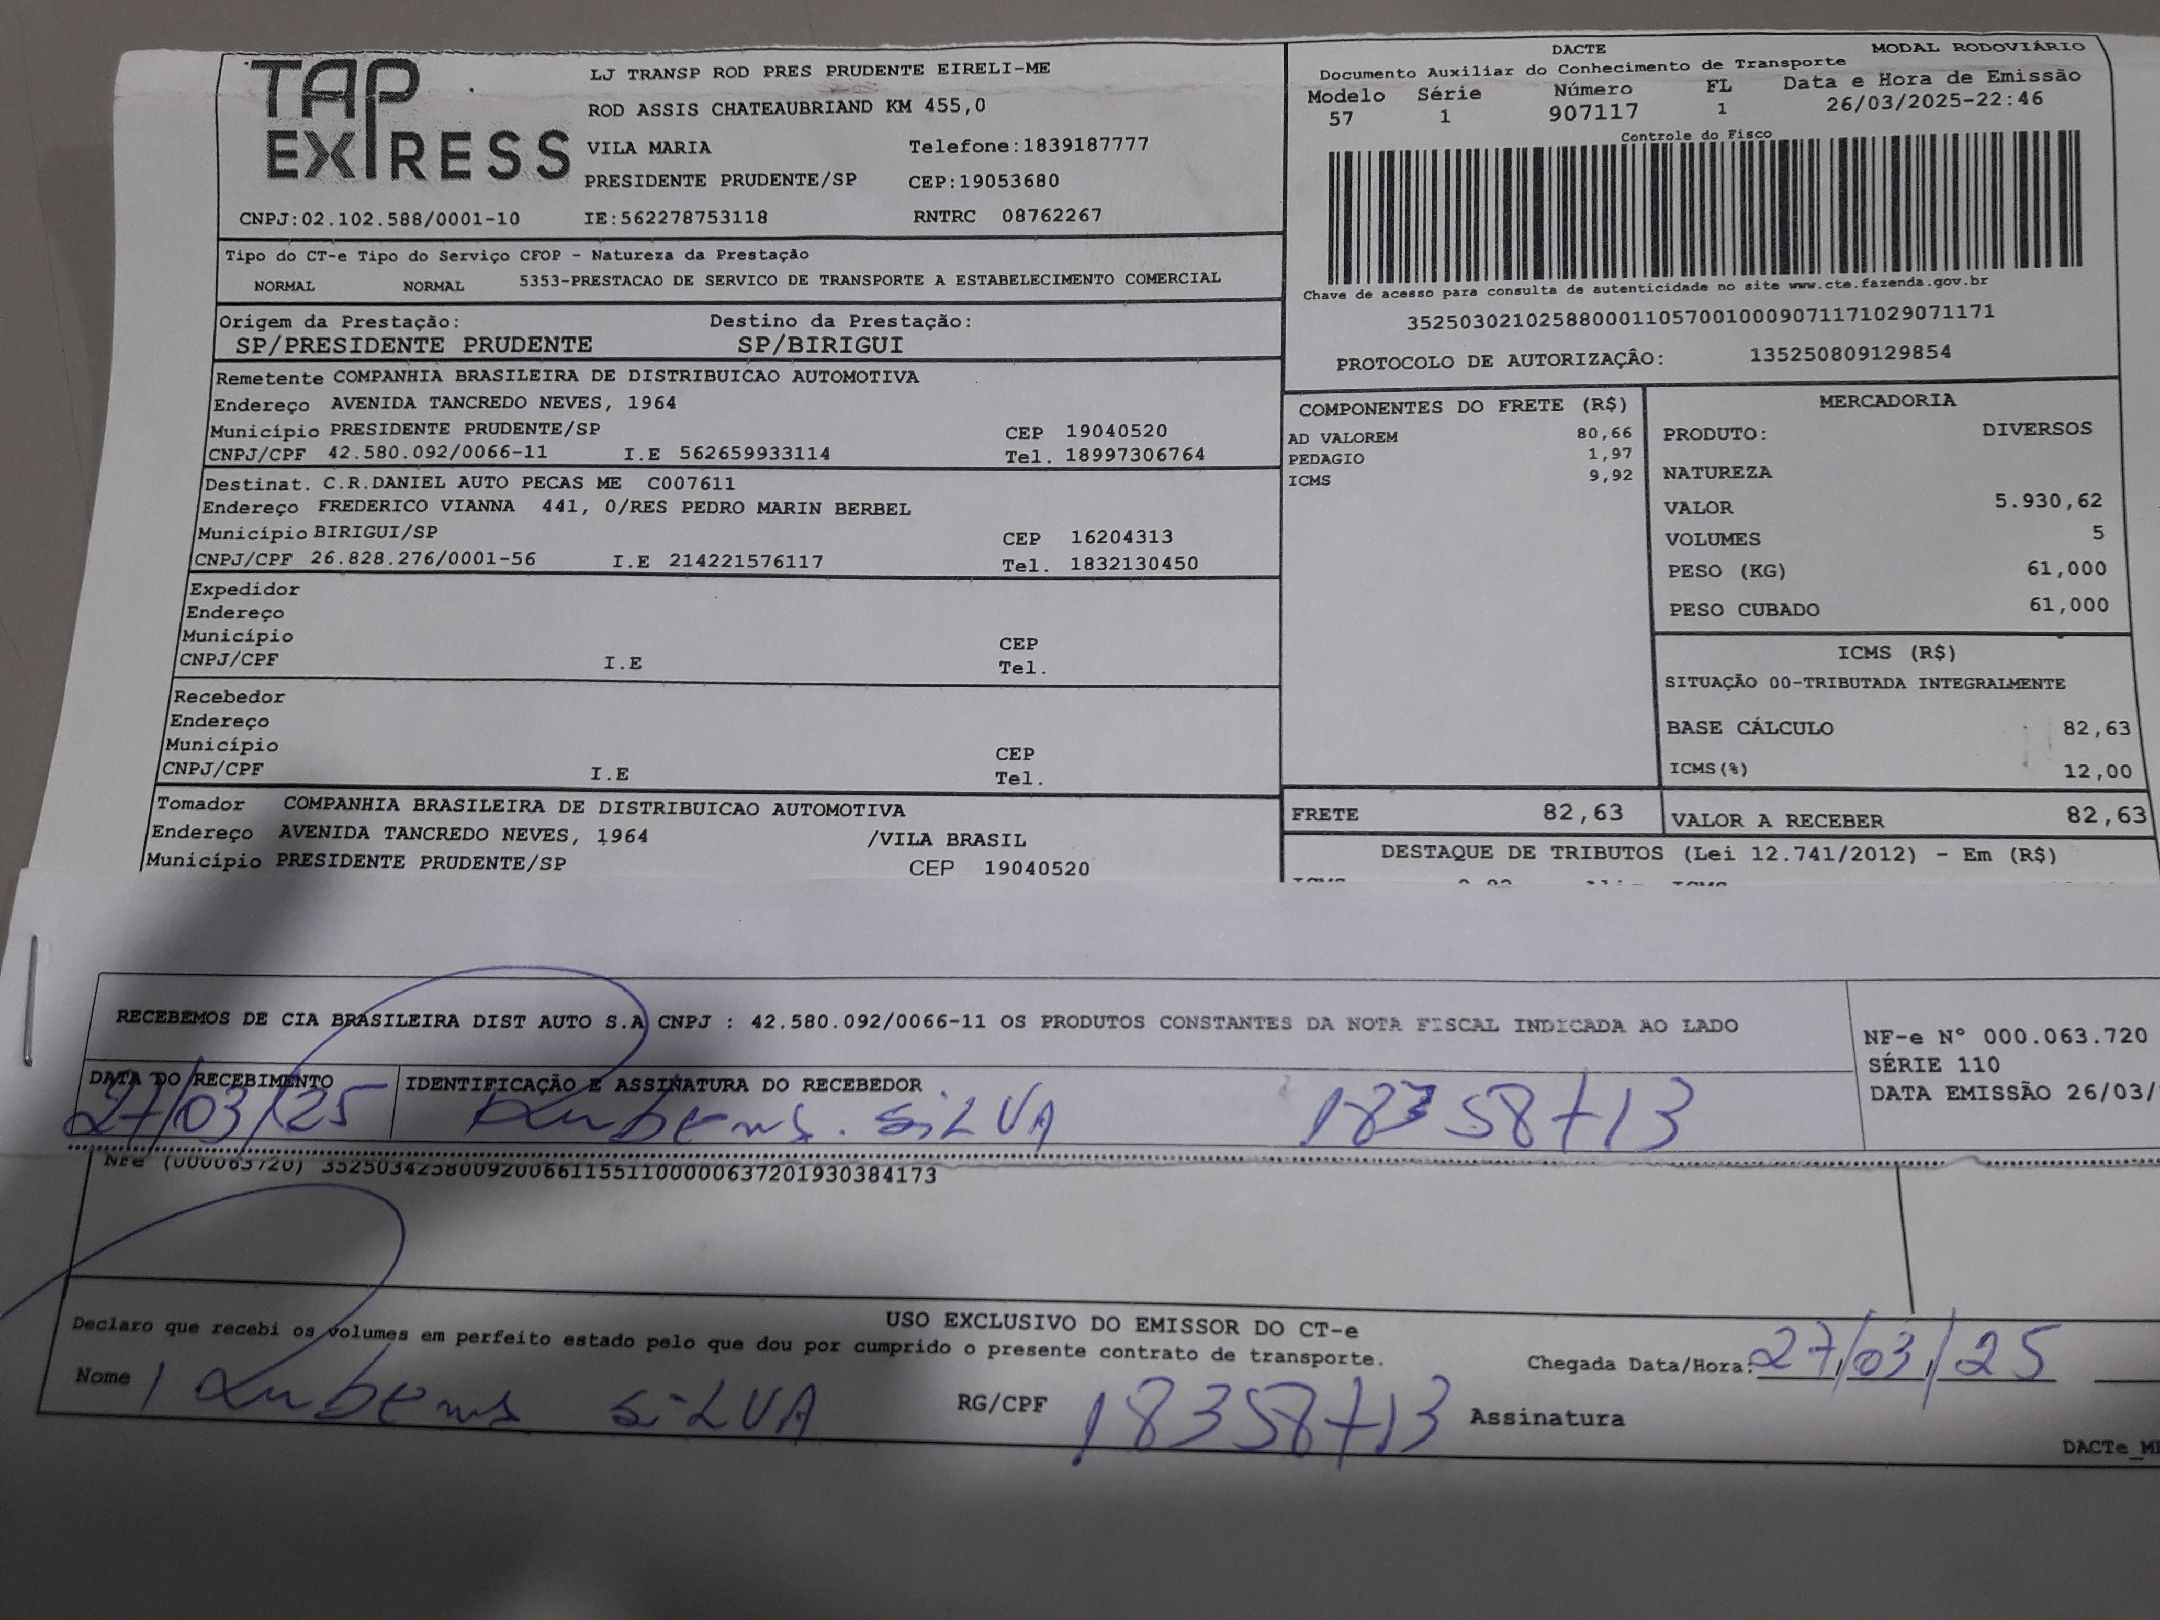 TAP
EXPRESS
LJ TRANSP ROD PRES PRUDENTE EIRELI-ME
ROD ASSIS CHATEAUBRIAND KM 455,0
VILA MARIA Telefone:1839187777
PRESIDENTE PRUDENTE/SP CEP:19053680
CNPJ:02.102.588/0001-10 IE:562278753118 RNTRC 08762267
DACTE MODAL RODOVIÁRIO
Documento Auxiliar do Conhecimento de Transporte
Modelo Série Número FL Data e Hora de Emissão
57 1 907117 1 26/03/2025-22:46
Controle do Fisco
Chave de acesso para consulta de autenticidade no site www.cte.fazenda.gov.br
35250302102588000110570010009071171029071171
PROTOCOLO DE AUTORIZAÇÂO: 135250809129854
Tipo do CT-e Tipo do Serviço CFOP - Natureza da Prestação
NORMAL NORMAL 5353-PRESTACAO DE SERVICO DE TRANSPORTE A ESTABELECIMENTO COMERCIAL
Origem da Prestação: Destino da Prestação:
SP/PRESIDENTE PRUDENTE SP/BIRIGUI
Remetente COMPANHIA BRASILEIRA DE DISTRIBUICAO AUTOMOTIVA
Endereço AVENIDA TANCREDO NEVES, 1964
Município PRESIDENTE PRUDENTE/SP CEP 19040520
CNPJ/CPF 42.580.092/0066-11 I.E 562659933114 Tel. 18997306764
Destinat. C.R.DANIEL AUTO PECAS ME C007611
Endereço FREDERICO VIANNA 441, 0/RES PEDRO MARIN BERBEL
Município BIRIGUI/SP CEP 16204313
CNPJ/CPF 26.828.276/0001-56 I.E 214221576117 Tel. 1832130450
Expedidor
Endereço
Município CEP
CNPJ/CPF I.E Tel.
Recebedor
Endereço
Município CEP
CNPJ/CPF I.E Tel.
Tomador COMPANHIA BRASILEIRA DE DISTRIBUICAO AUTOMOTIVA
Endereço AVENIDA TANCREDO NEVES, 1964 /VILA BRASIL
Município PRESIDENTE PRUDENTE/SP CEP 19040520
COMPONENTES DO FRETE (R$)
AD VALOREM 80,66
PEDAGIO 1,97
ICMS 9,92
MERCADORIA
PRODUTO: DIVERSOS
NATUREZA
VALOR 5.930,62
VOLUMES 5
PESO (KG) 61,000
PESO CUBADO 61,000
ICMS (R$)
SITUAÇÃO 00-TRIBUTADA INTEGRALMENTE
BASE CÁLCULO 82,63
ICMS(%) 12,00
FRETE 82,63 VALOR A RECEBER 82,63
DESTAQUE DE TRIBUTOS (Lei 12.741/2012) - Em (R$)
RECEBEMOS DE CIA BRASILEIRA DIST AUTO S.A CNPJ : 42.580.092/0066-11 OS PRODUTOS CONSTANTES DA NOTA FISCAL INDICADA AO LADO
NF-e N° 000.063.720
SÉRIE 110
DATA EMISSÃO 26/03/
DATA DO RECEBIMENTO IDENTIFICAÇÃO E ASSINATURA DO RECEBEDOR
27/03/25 Rubens. SiLVA 18358713
Nfe (000063720) 35250342580092006611551100000637201930384173
USO EXCLUSIVO DO EMISSOR DO CT-e
Declaro que recebi os volumes em perfeito estado pelo que dou por cumprido o presente contrato de transporte.
Chegada Data/Hora: 27/03/25
Nome Rubens SiLVA RG/CPF 18358713 Assinatura